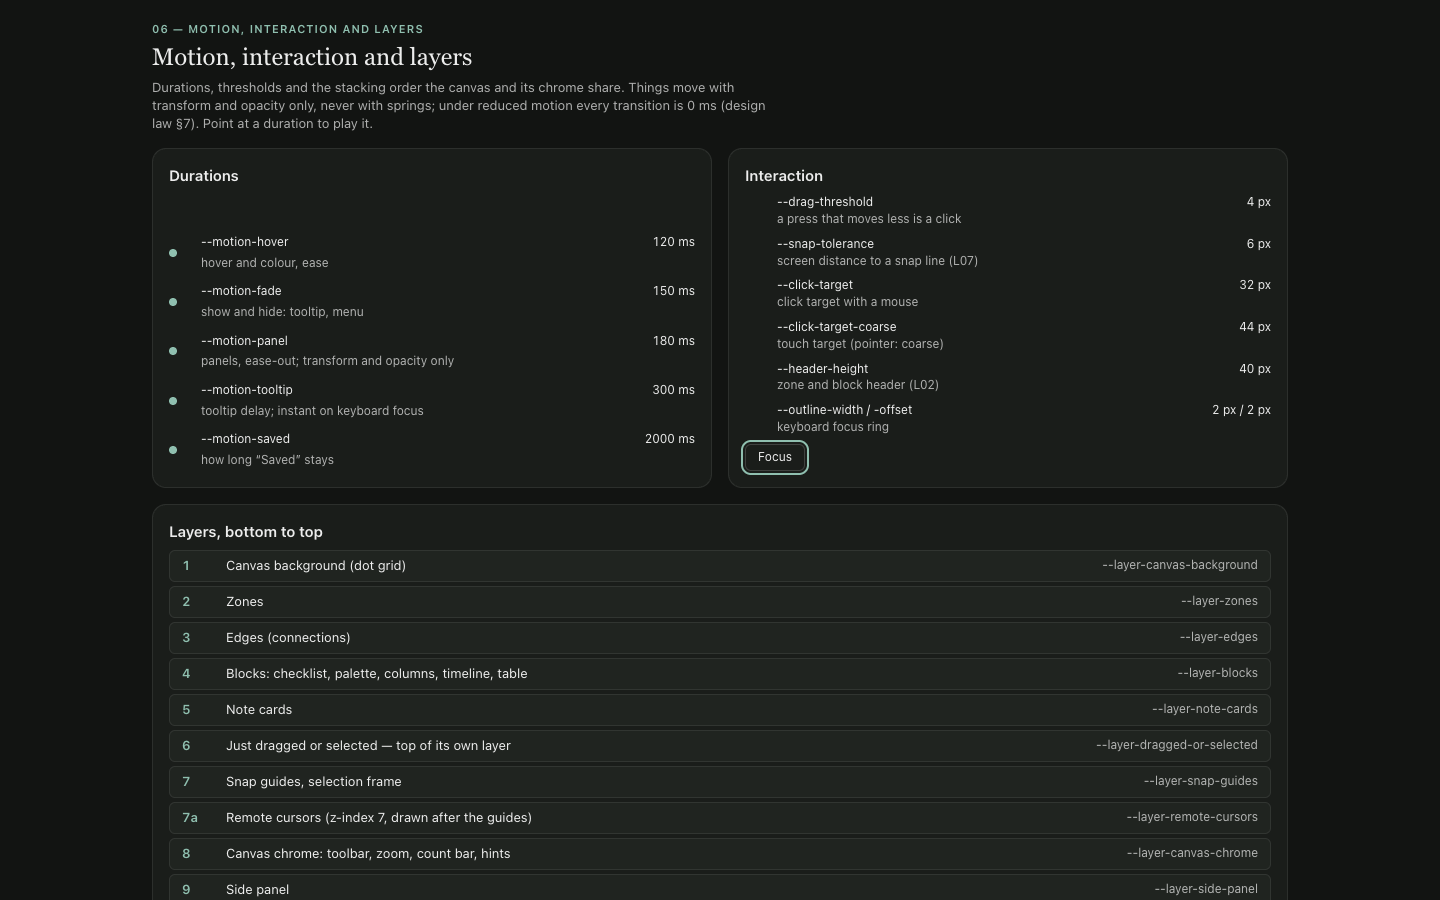 06 — MOTION, INTERACTION AND LAYERS
Motion, interaction and layers
Durations, thresholds and the stacking order the canvas and its chrome share. Things move with
transform and opacity only, never with springs; under reduced motion every transition is 0 ms (design
law §7). Point at a duration to play it.
Durations
--motion-hover 120 ms
hover and colour, ease
--motion-fade 150 ms
show and hide: tooltip, menu
--motion-panel 180 ms
panels, ease-out; transform and opacity only
--motion-tooltip 300 ms
tooltip delay; instant on keyboard focus
--motion-saved 2000 ms
how long “Saved” stays
Interaction
--drag-threshold 4 px
a press that moves less is a click
--snap-tolerance 6 px
screen distance to a snap line (L07)
--click-target 32 px
click target with a mouse
--click-target-coarse 44 px
touch target (pointer: coarse)
--header-height 40 px
zone and block header (L02)
--outline-width / -offset 2 px / 2 px
keyboard focus ring
Focus
Layers, bottom to top
1 Canvas background (dot grid) --layer-canvas-background
2 Zones --layer-zones
3 Edges (connections) --layer-edges
4 Blocks: checklist, palette, columns, timeline, table --layer-blocks
5 Note cards --layer-note-cards
6 Just dragged or selected — top of its own layer --layer-dragged-or-selected
7 Snap guides, selection frame --layer-snap-guides
7a Remote cursors (z-index 7, drawn after the guides) --layer-remote-cursors
8 Canvas chrome: toolbar, zoom, count bar, hints --layer-canvas-chrome
9 Side panel --layer-side-panel